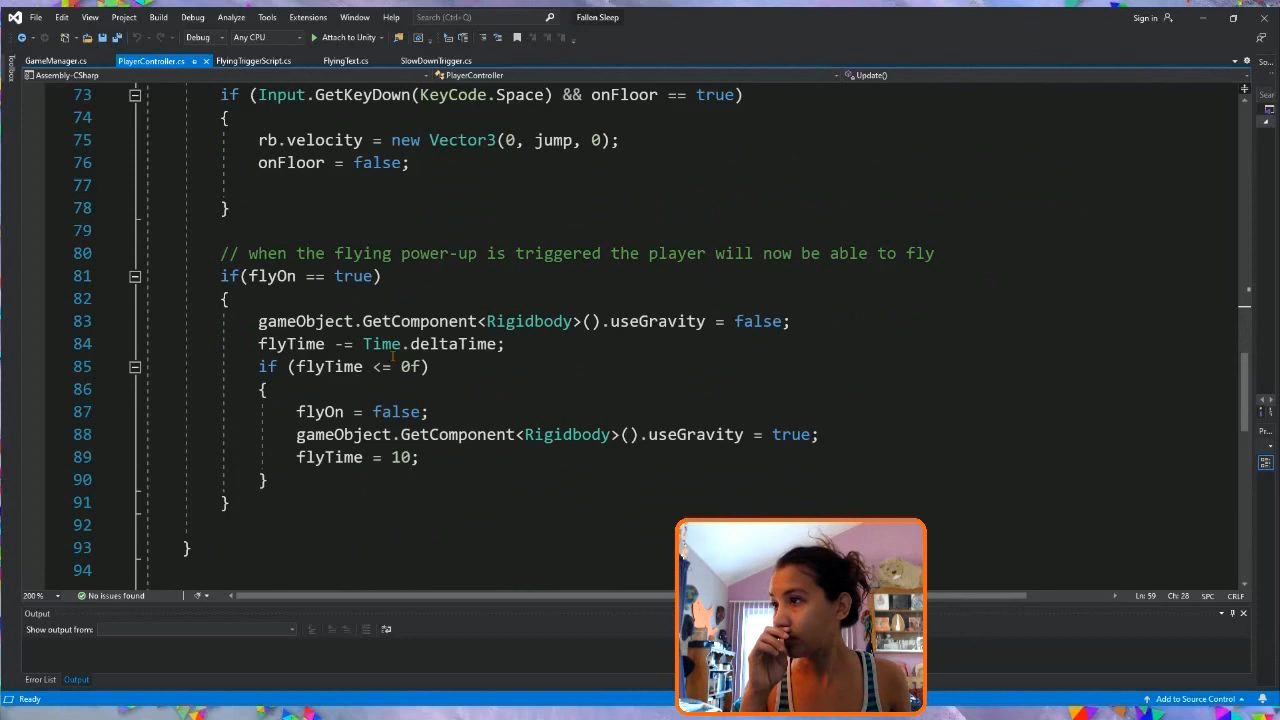 File Edit View Project Build Debug Analyze Tools Extensions Window Help Search (Ctrl+Q) Fallen Sleep Sign in
Debug Any CPU Attach to Unity
GameManager.cs PlayerController.cs FlyingTriggerScript.cs FlyingText.cs SlowDownTrigger.cs
Toolbox
Assembly-CSharp PlayerController Update()
73 if (Input.GetKeyDown(KeyCode.Space) && onFloor == true)
74 {
75 rb.velocity = new Vector3(0, jump, 0);
76 onFloor = false;
77
78 }
79
80 // when the flying power-up is triggered the player will now be able to fly
81 if(flyOn == true)
82 {
83 gameObject.GetComponent<Rigidbody>().useGravity = false;
84 flyTime -= Time.deltaTime;
85 if (flyTime <= 0f)
86 {
87 flyOn = false;
88 gameObject.GetComponent<Rigidbody>().useGravity = true;
89 flyTime = 10;
90 }
91 }
92
93 }
94
So...
Sear
Pr...
200 % No issues found Ln: 59 Ch: 28 SPC CRLF
Output
Show output from:
Error List Output
Ready Add to Source Control